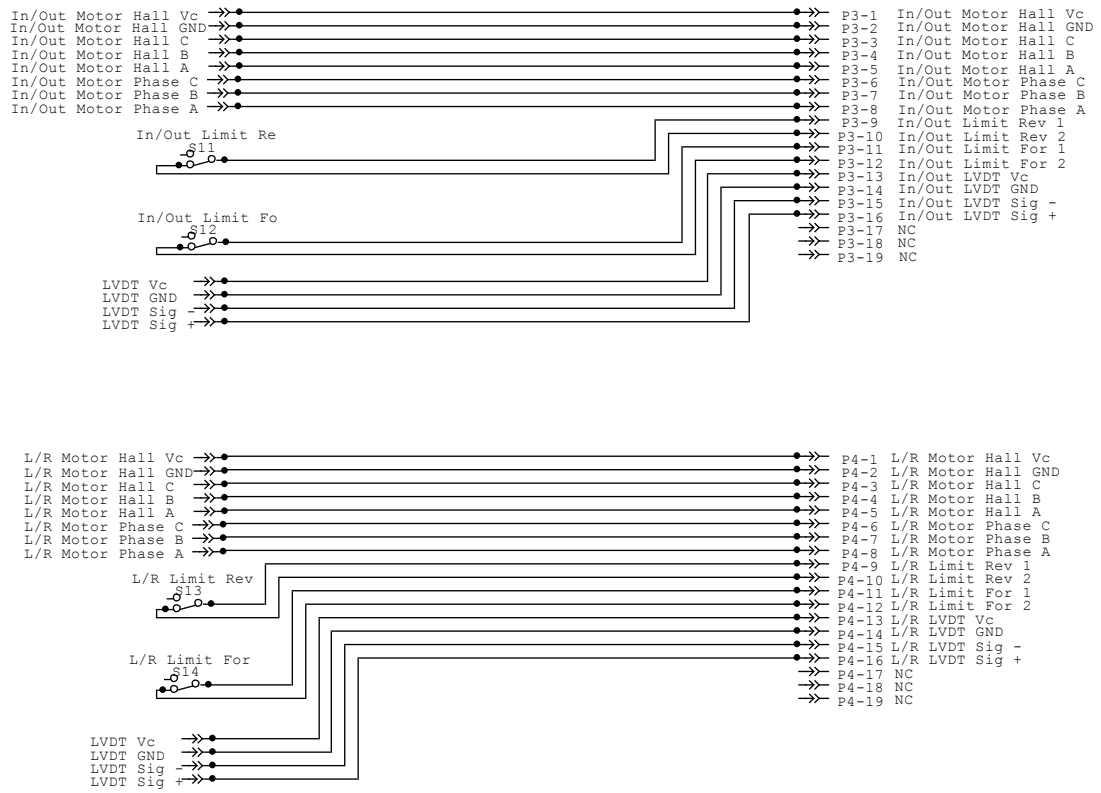 In/Out Motor Hall Vc
In/Out Motor Hall GND
In/Out Motor Hall C
In/Out Motor Hall B
In/Out Motor Hall A
In/Out Motor Phase C
In/Out Motor Phase B
In/Out Motor Phase A
In/Out Limit Re
S11
In/Out Limit Fo
S12
LVDT Vc
LVDT GND
LVDT Sig -
LVDT Sig +
P3-1 In/Out Motor Hall Vc
P3-2 In/Out Motor Hall GND
P3-3 In/Out Motor Hall C
P3-4 In/Out Motor Hall B
P3-5 In/Out Motor Hall A
P3-6 In/Out Motor Phase C
P3-7 In/Out Motor Phase B
P3-8 In/Out Motor Phase A
P3-9 In/Out Limit Rev 1
P3-10 In/Out Limit Rev 2
P3-11 In/Out Limit For 1
P3-12 In/Out Limit For 2
P3-13 In/Out LVDT Vc
P3-14 In/Out LVDT GND
P3-15 In/Out LVDT Sig -
P3-16 In/Out LVDT Sig +
P3-17 NC
P3-18 NC
P3-19 NC
L/R Motor Hall Vc
L/R Motor Hall GND
L/R Motor Hall C
L/R Motor Hall B
L/R Motor Hall A
L/R Motor Phase C
L/R Motor Phase B
L/R Motor Phase A
L/R Limit Rev
S13
L/R Limit For
S14
LVDT Vc
LVDT GND
LVDT Sig -
LVDT Sig +
P4-1 L/R Motor Hall Vc
P4-2 L/R Motor Hall GND
P4-3 L/R Motor Hall C
P4-4 L/R Motor Hall B
P4-5 L/R Motor Hall A
P4-6 L/R Motor Phase C
P4-7 L/R Motor Phase B
P4-8 L/R Motor Phase A
P4-9 L/R Limit Rev 1
P4-10 L/R Limit Rev 2
P4-11 L/R Limit For 1
P4-12 L/R Limit For 2
P4-13 L/R LVDT Vc
P4-14 L/R LVDT GND
P4-15 L/R LVDT Sig -
P4-16 L/R LVDT Sig +
P4-17 NC
P4-18 NC
P4-19 NC